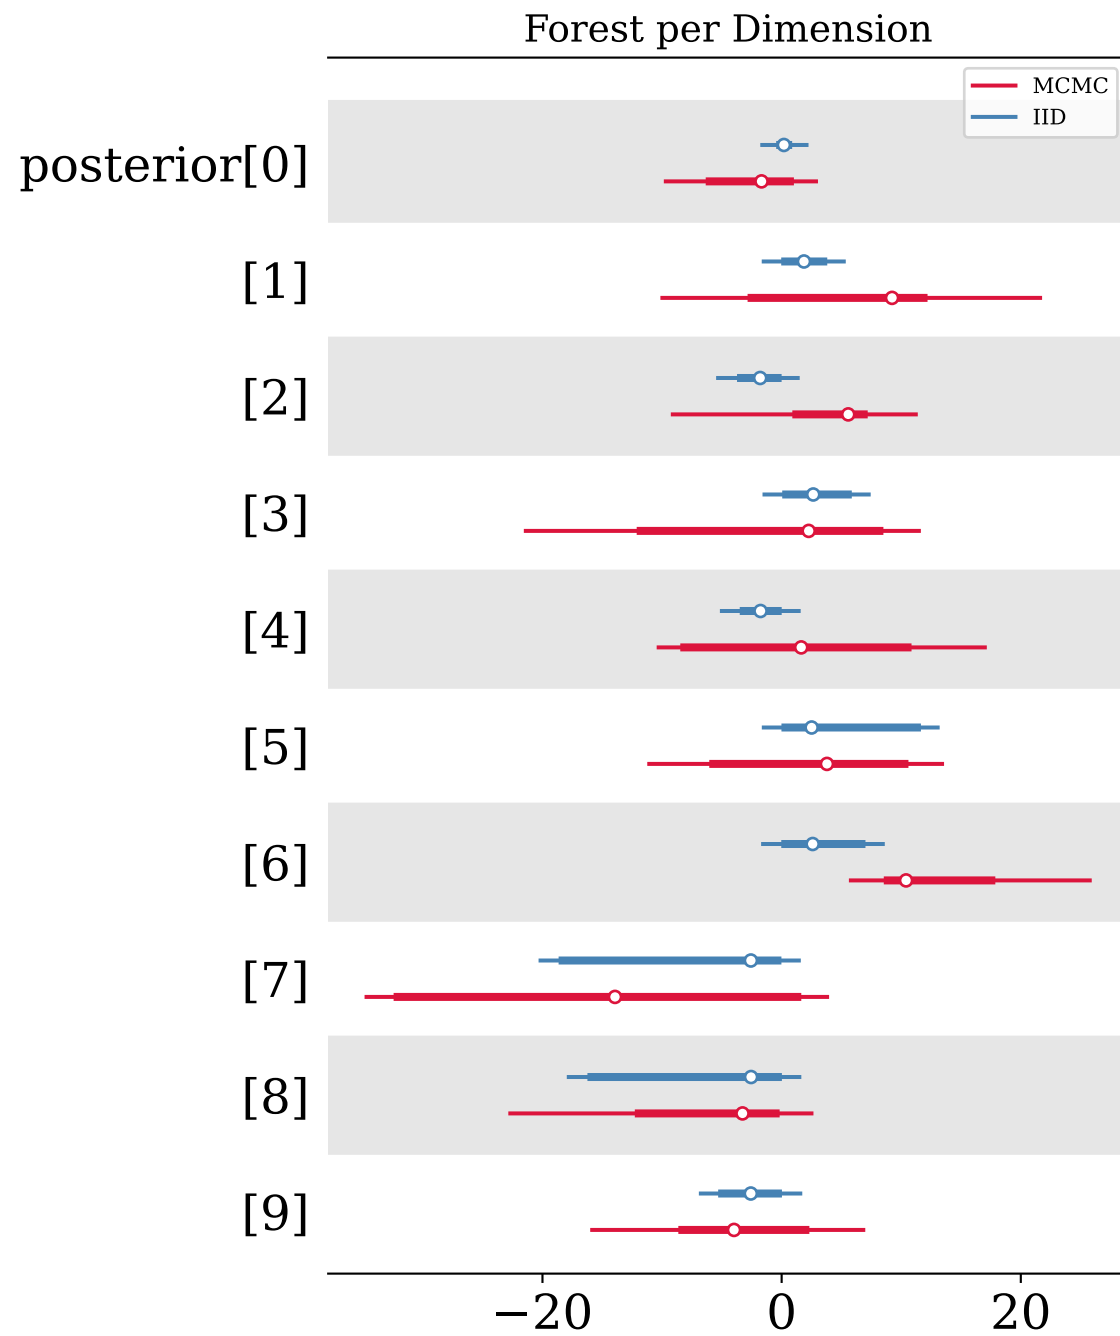 Forest per Dimension
MCMC
IID
posterior[0]
[1]
[2]
[3]
[4]
[5]
[6]
[7]
[8]
[9]
−20 0 20